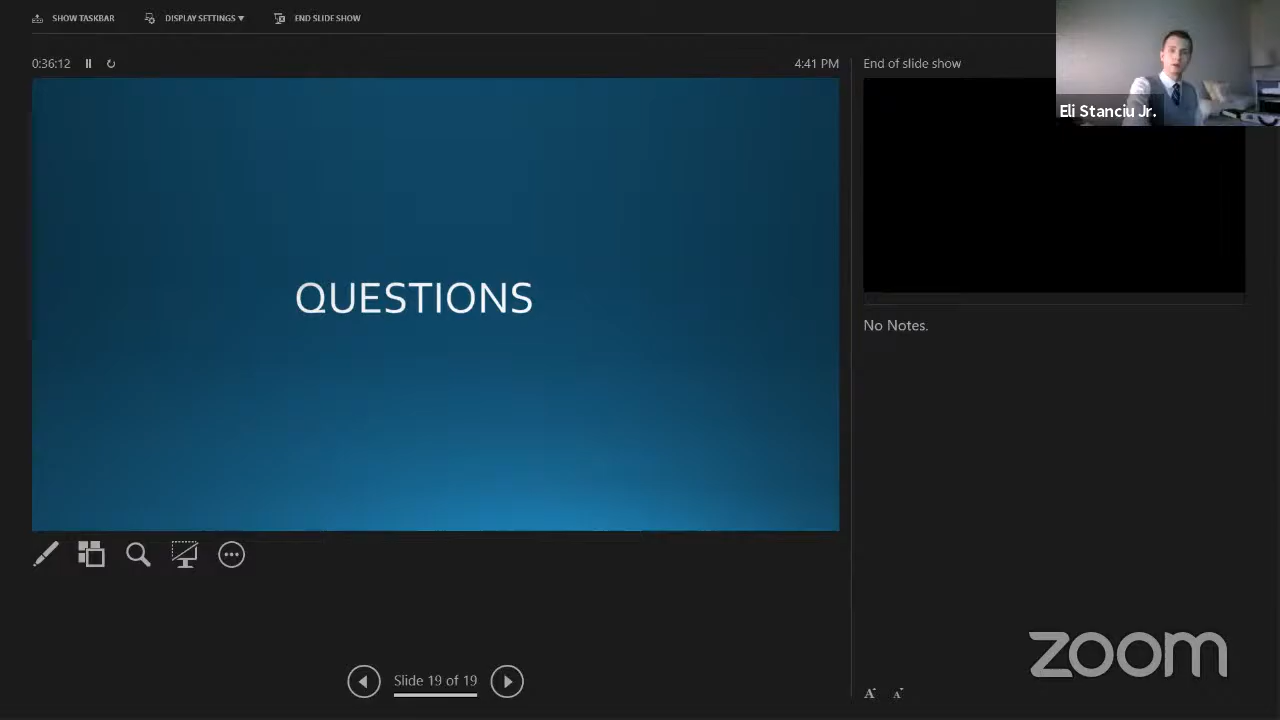 SHOW TASKBAR
DISPLAY SETTINGS ▼
END SLIDE SHOW
0:36:12
4:41 PM
End of slide show
Eli Stanciu Jr.
QUESTIONS
No Notes.
Slide 19 of 19
A
A
zoom